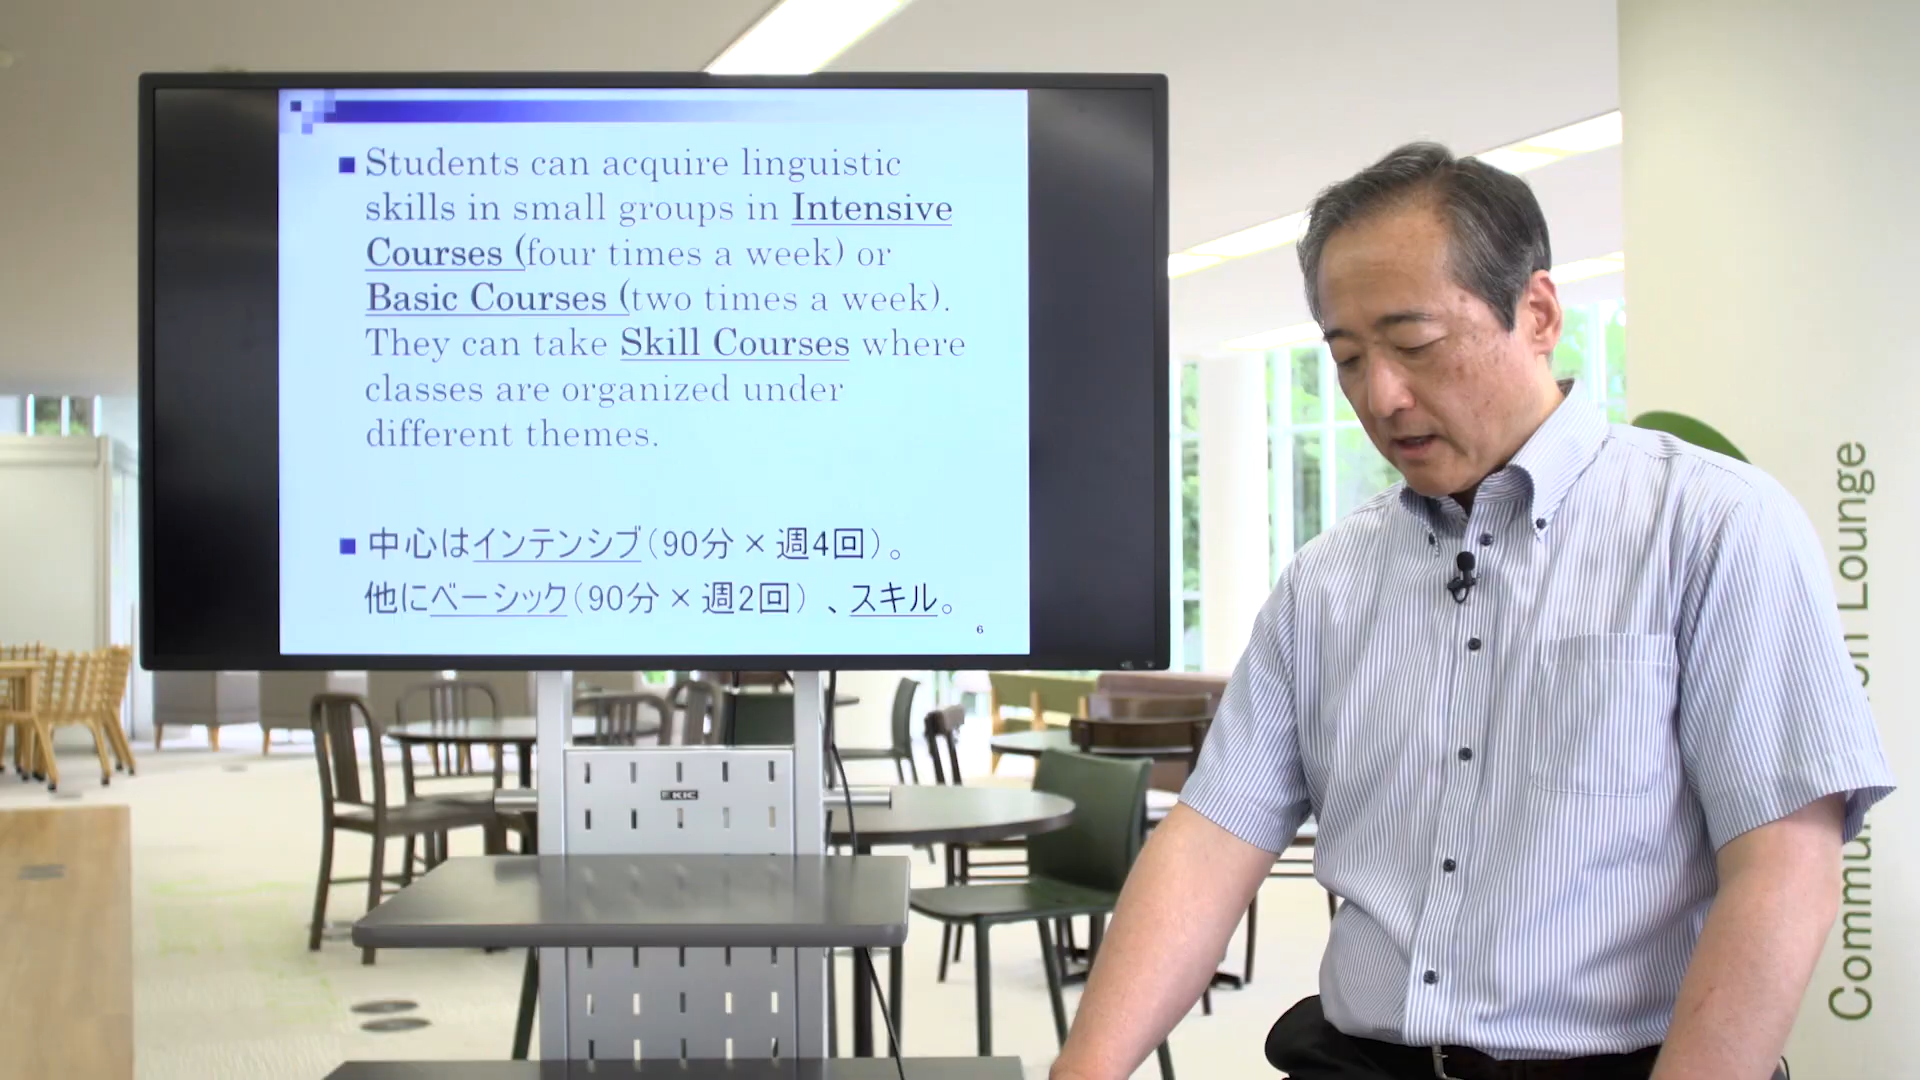 Students can acquire linguistic
skills in small groups in Intensive
Courses (four times a week) or
Basic Courses (two times a week).
They can take Skill Courses where
classes are organized under
different themes.
中心はインテンシブ(90分×週4回)。
他にベーシック(90分×週2回)、スキル。
6
KIC
Lounge